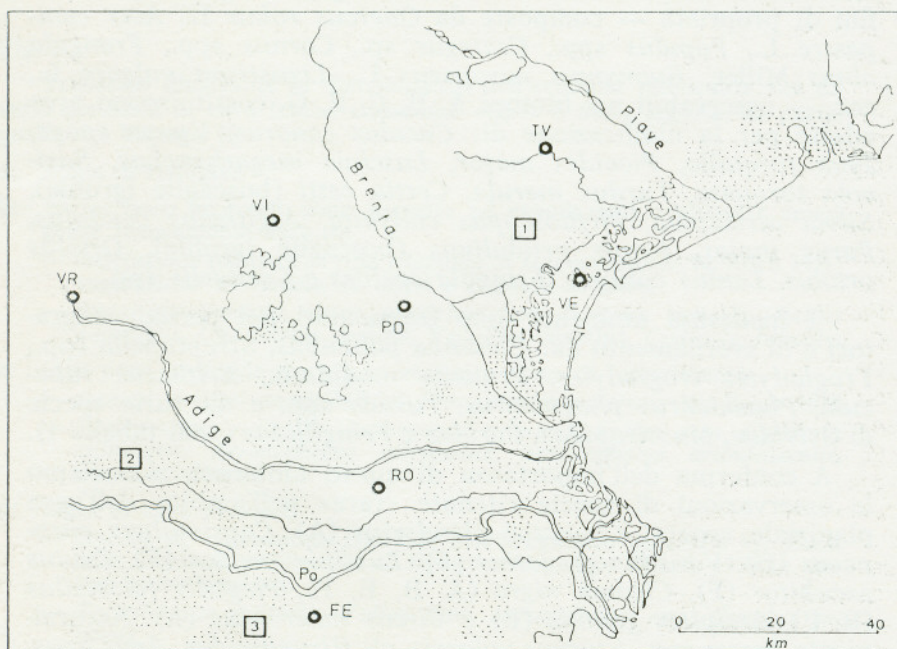 TV
Piave
Brenta
VI
1
VR
VE
PD
Adige
2
RO
Po
FE
3
0 20 40
km